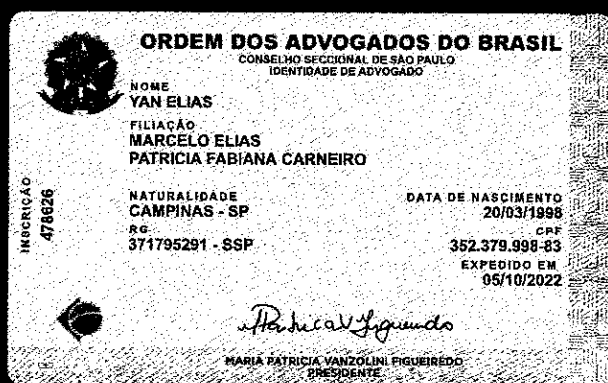 ORDEM DOS ADVOGADOS DO BRASIL
CONSELHO SECCIONAL DE SÃO PAULO
IDENTIDADE DE ADVOGADO
NOME
YAN ELIAS
FILIAÇÃO
MARCELO ELIAS
PATRICIA FABIANA CARNEIRO
INSCRIÇÃO
478626
NATURALIDADE
CAMPINAS - SP
DATA DE NASCIMENTO
20/03/1998
RG
371795291 - SSP
CPF
352.379.998-83
EXPEDIDO EM
05/10/2022
MARIA PATRICIA VANZOLINI FIGUEIREDO
PRESIDENTE